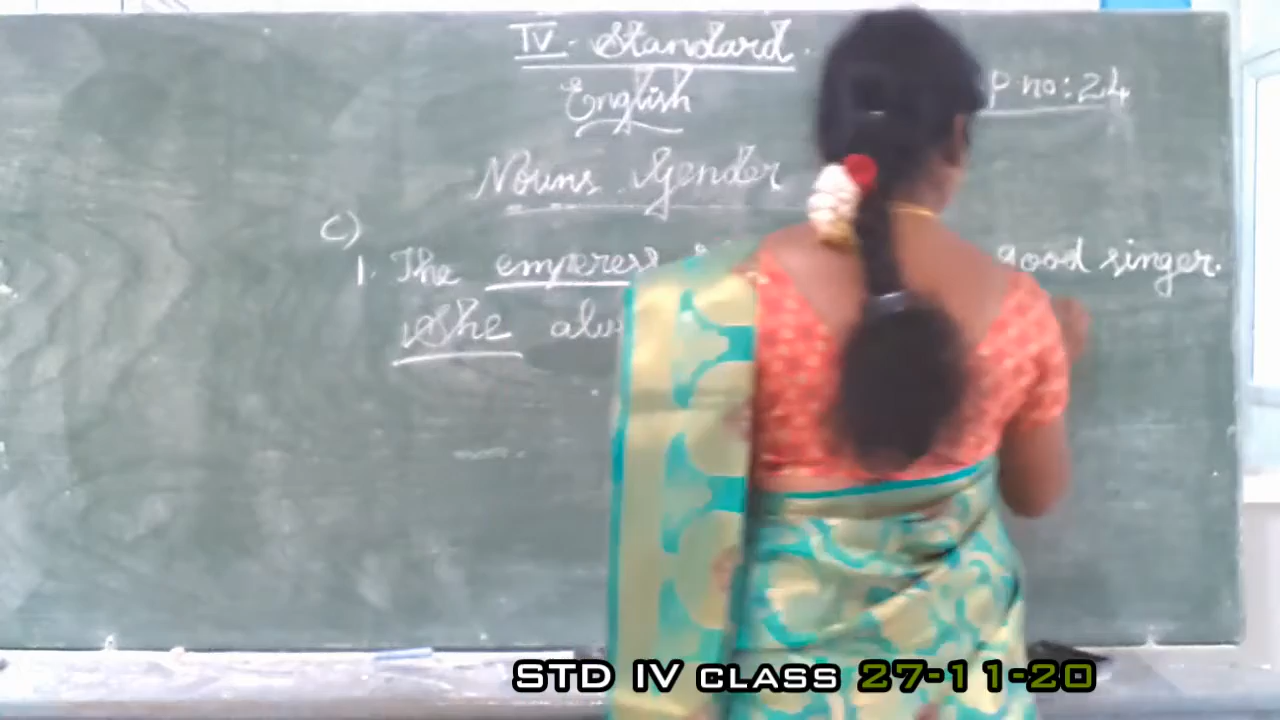 IV. Standard.
English
P.no:24
Nouns Gender
C)
1. The empress good singer.
She
STD IV CLASS 27-11-20